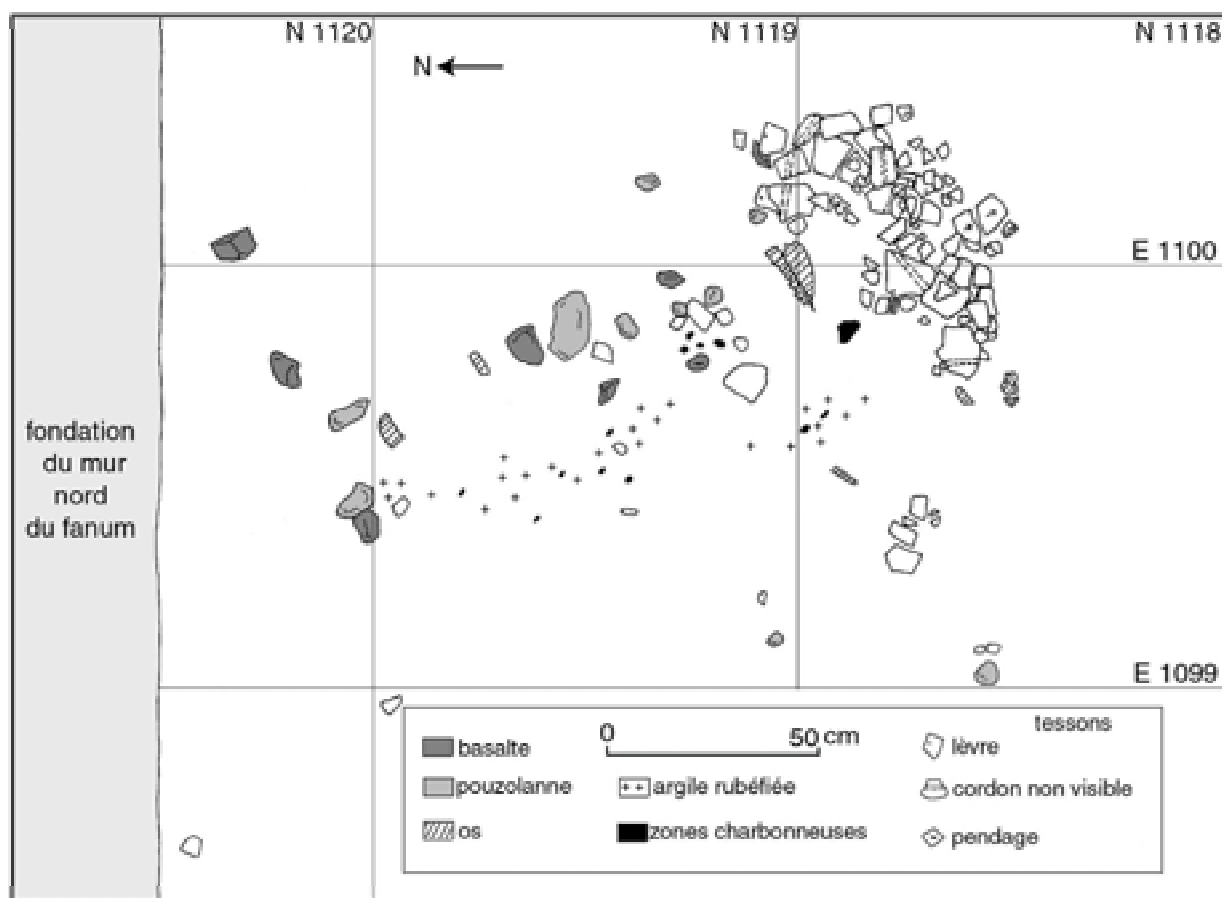 N 1120
N 1119
N 1118
N
E 1100
fondation
du mur
nord
du fanum
E 1099
tessons
basalte
0 50 cm
lèvre
pouzolanne
++ argile rubéfiée
cordon non visible
os
zones charbonneuses
pendage